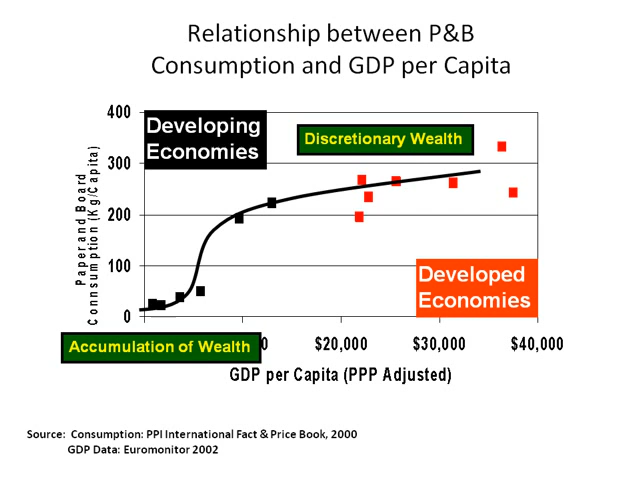 Relationship between P&B
Consumption and GDP per Capita
400
300
200
100
0
Paper and Board
Connsumption (Kg/Capita)
Developing
Economies
Discretionary Wealth
Developed
Economies
Accumulation of Wealth
$20,000
$30,000
$40,000
GDP per Capita (PPP Adjusted)
Source: Consumption: PPI International Fact & Price Book, 2000
GDP Data: Euromonitor 2002